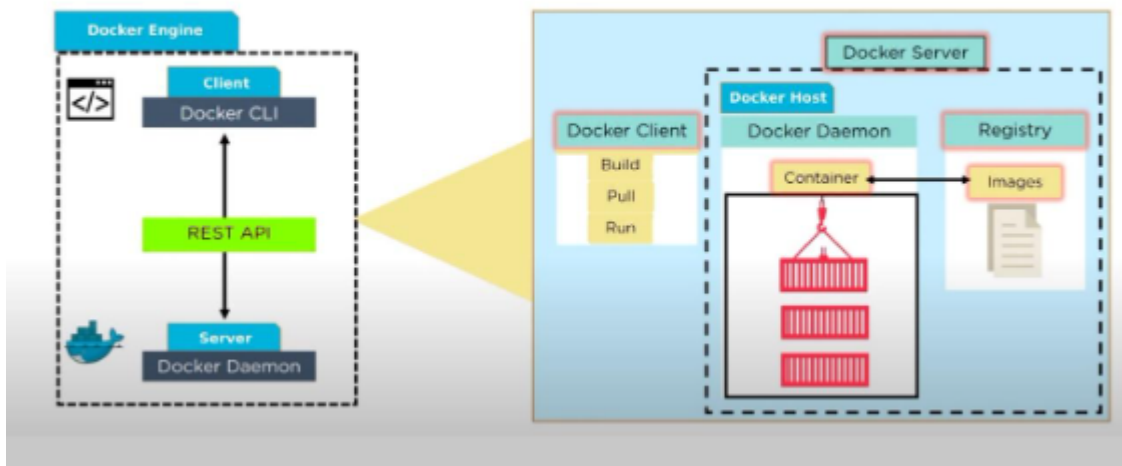 Docker Engine
Client
Docker CLI
</>
REST API
Server
Docker Daemon
Docker Server
Docker Host
Docker Client
Docker Daemon
Registry
Build
Pull
Run
Container
Images